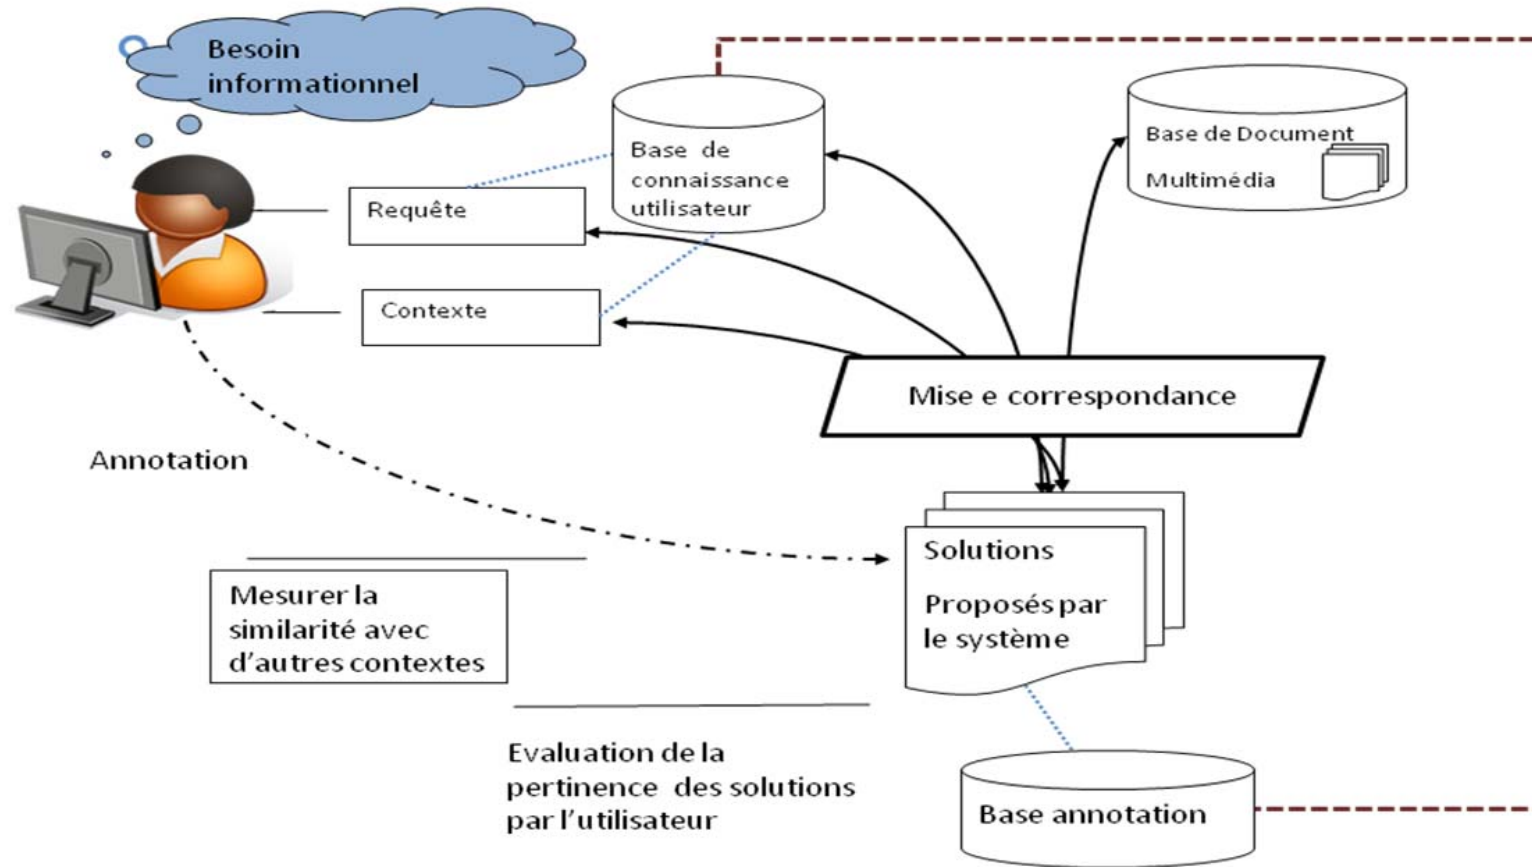 Besoin
informationnel
Base de
connaissance
utilisateur
Base de Document
Multimédia
Requête
Contexte
Mise e correspondance
Annotation
Solutions
Proposés par
le système
Mesurer la
similarité avec
d'autres contextes
Evaluation de la
pertinence des solutions
par l'utilisateur
Base annotation